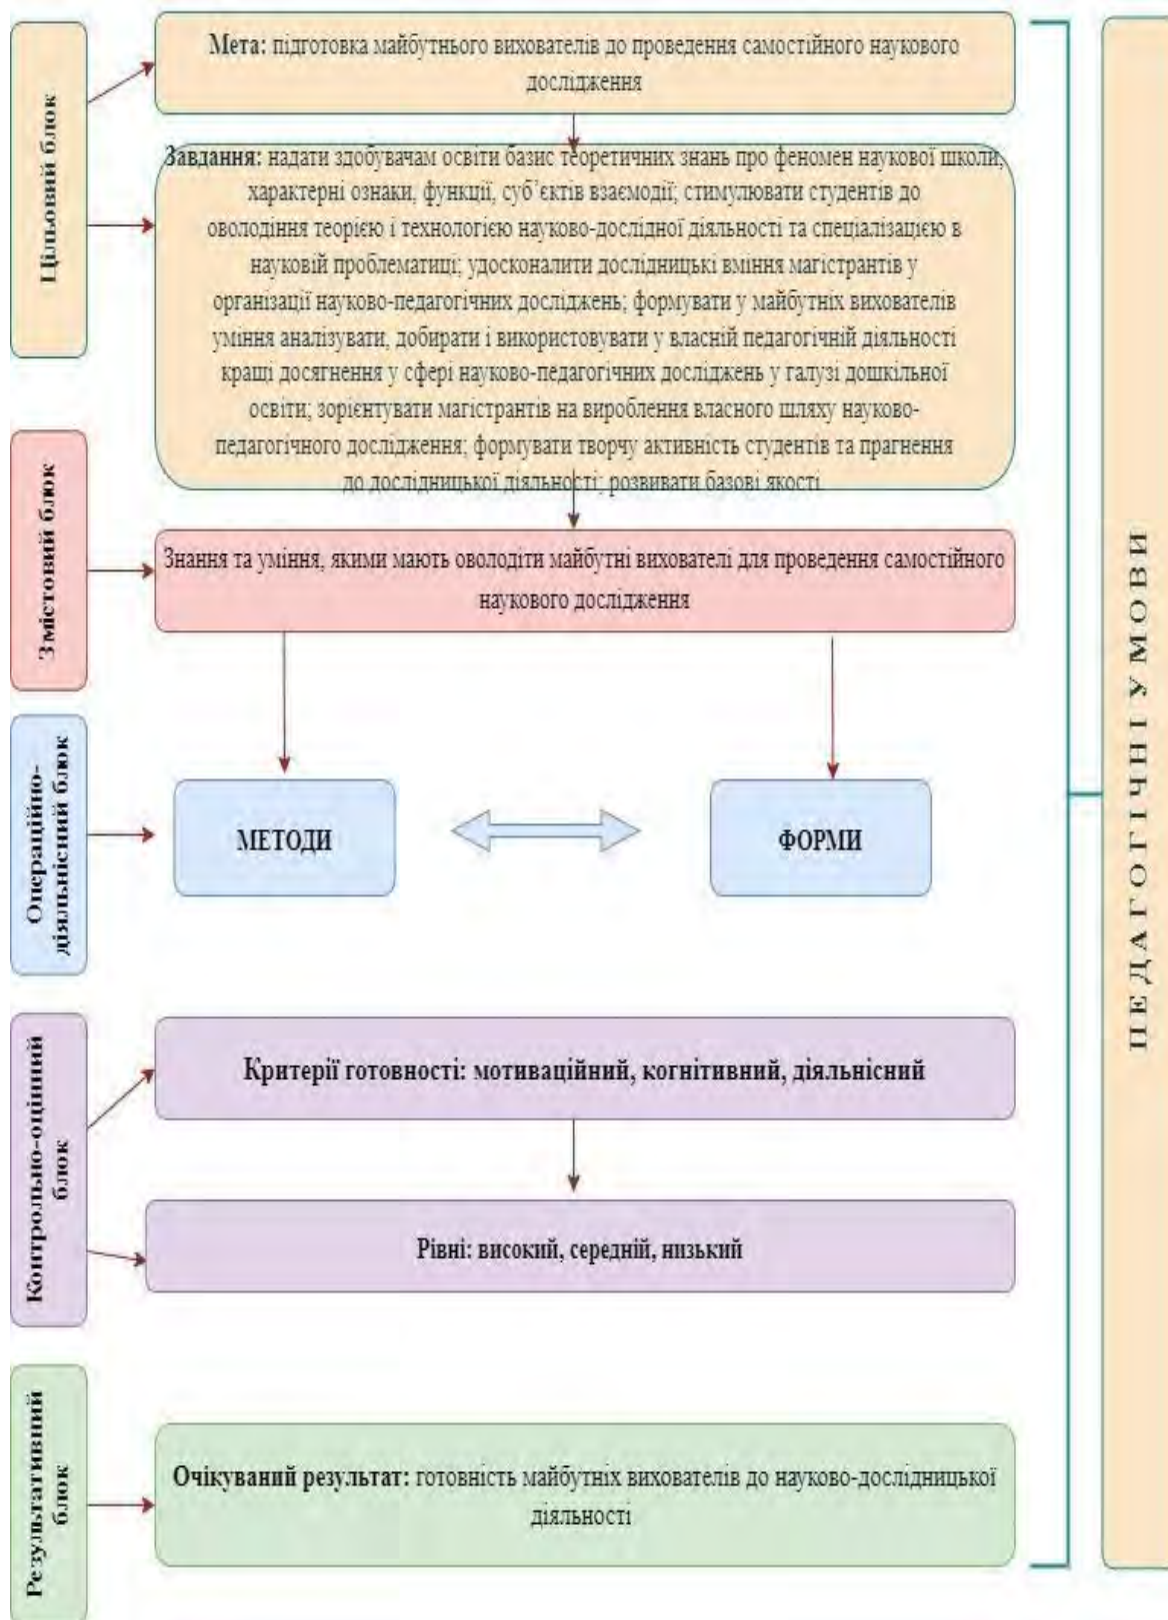 Цільовий блок
Мета: підготовка майбутнього вихователів до проведення самостійного наукового
дослідження
Завдання: надати здобувачам освіти базис теоретичних знань про феномен наукової школи,
характерні ознаки, функції, суб’єктів взаємодії; стимулювати студентів до
оволодіння теорією і технологією науково-дослідної діяльності та спеціалізацією в
науковій проблематиці; удосконалити дослідницькі вміння магістрантів у
організації науково-педагогічних досліджень; формувати у майбутніх вихователів
уміння аналізувати, добирати і використовувати у власній педагогічній діяльності
кращі досягнення у сфері науково-педагогічних досліджень у галузі дошкільної
освіти; зорієнтувати магістрантів на вироблення власного шляху науково-
педагогічного дослідження; формувати творчу активність студентів та прагнення
до дослідницької діяльності; розвивати базові якості
Змістовий блок
Знання та уміння, якими мають оволодіти майбутні вихователі для проведення самостійного
наукового дослідження
Операційно-
діяльнісний блок
МЕТОДИ
ФОРМИ
Контрольно-оцінний
блок
Критерії готовності: мотиваційний, когнітивний, діяльнісний
Рівні: високий, середній, низький
Результативний
блок
Очікуваний результат: готовність майбутніх вихователів до науково-дослідницької
діяльності
ПЕДАГОГІЧНІ УМОВИ